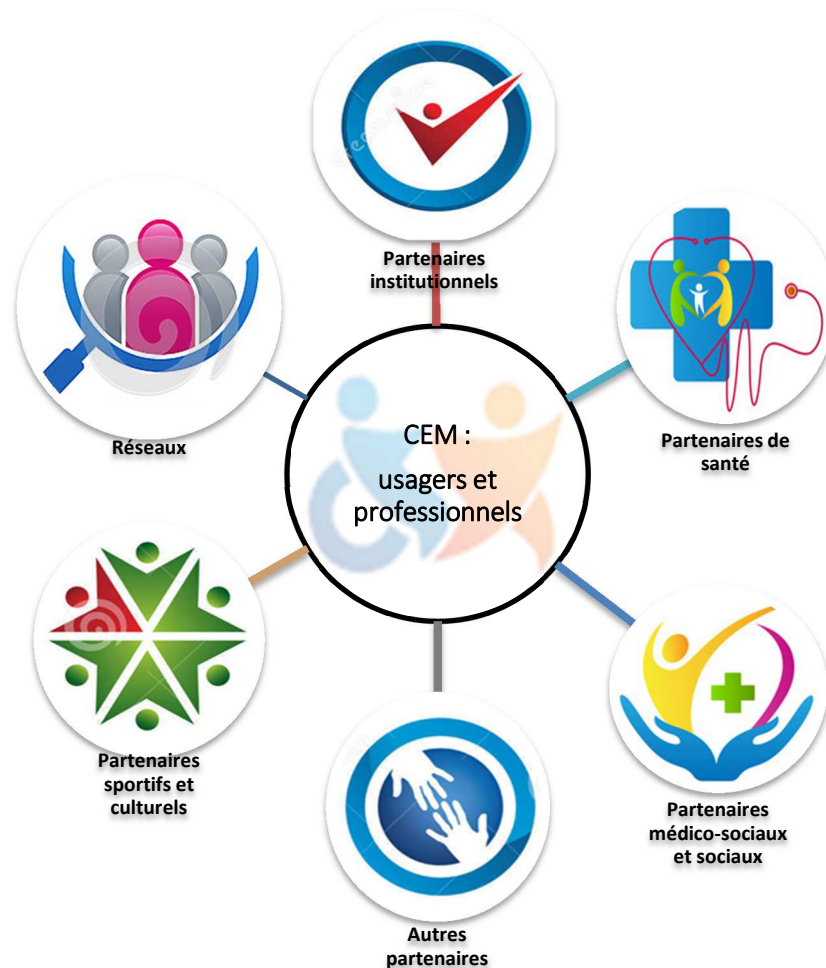 Partenaires
institutionnels
Réseaux
Partenaires de
santé
CEM :
usagers et
professionnels
Partenaires
sportifs et
culturels
Partenaires
médico-sociaux
et sociaux
Autres
partenaires